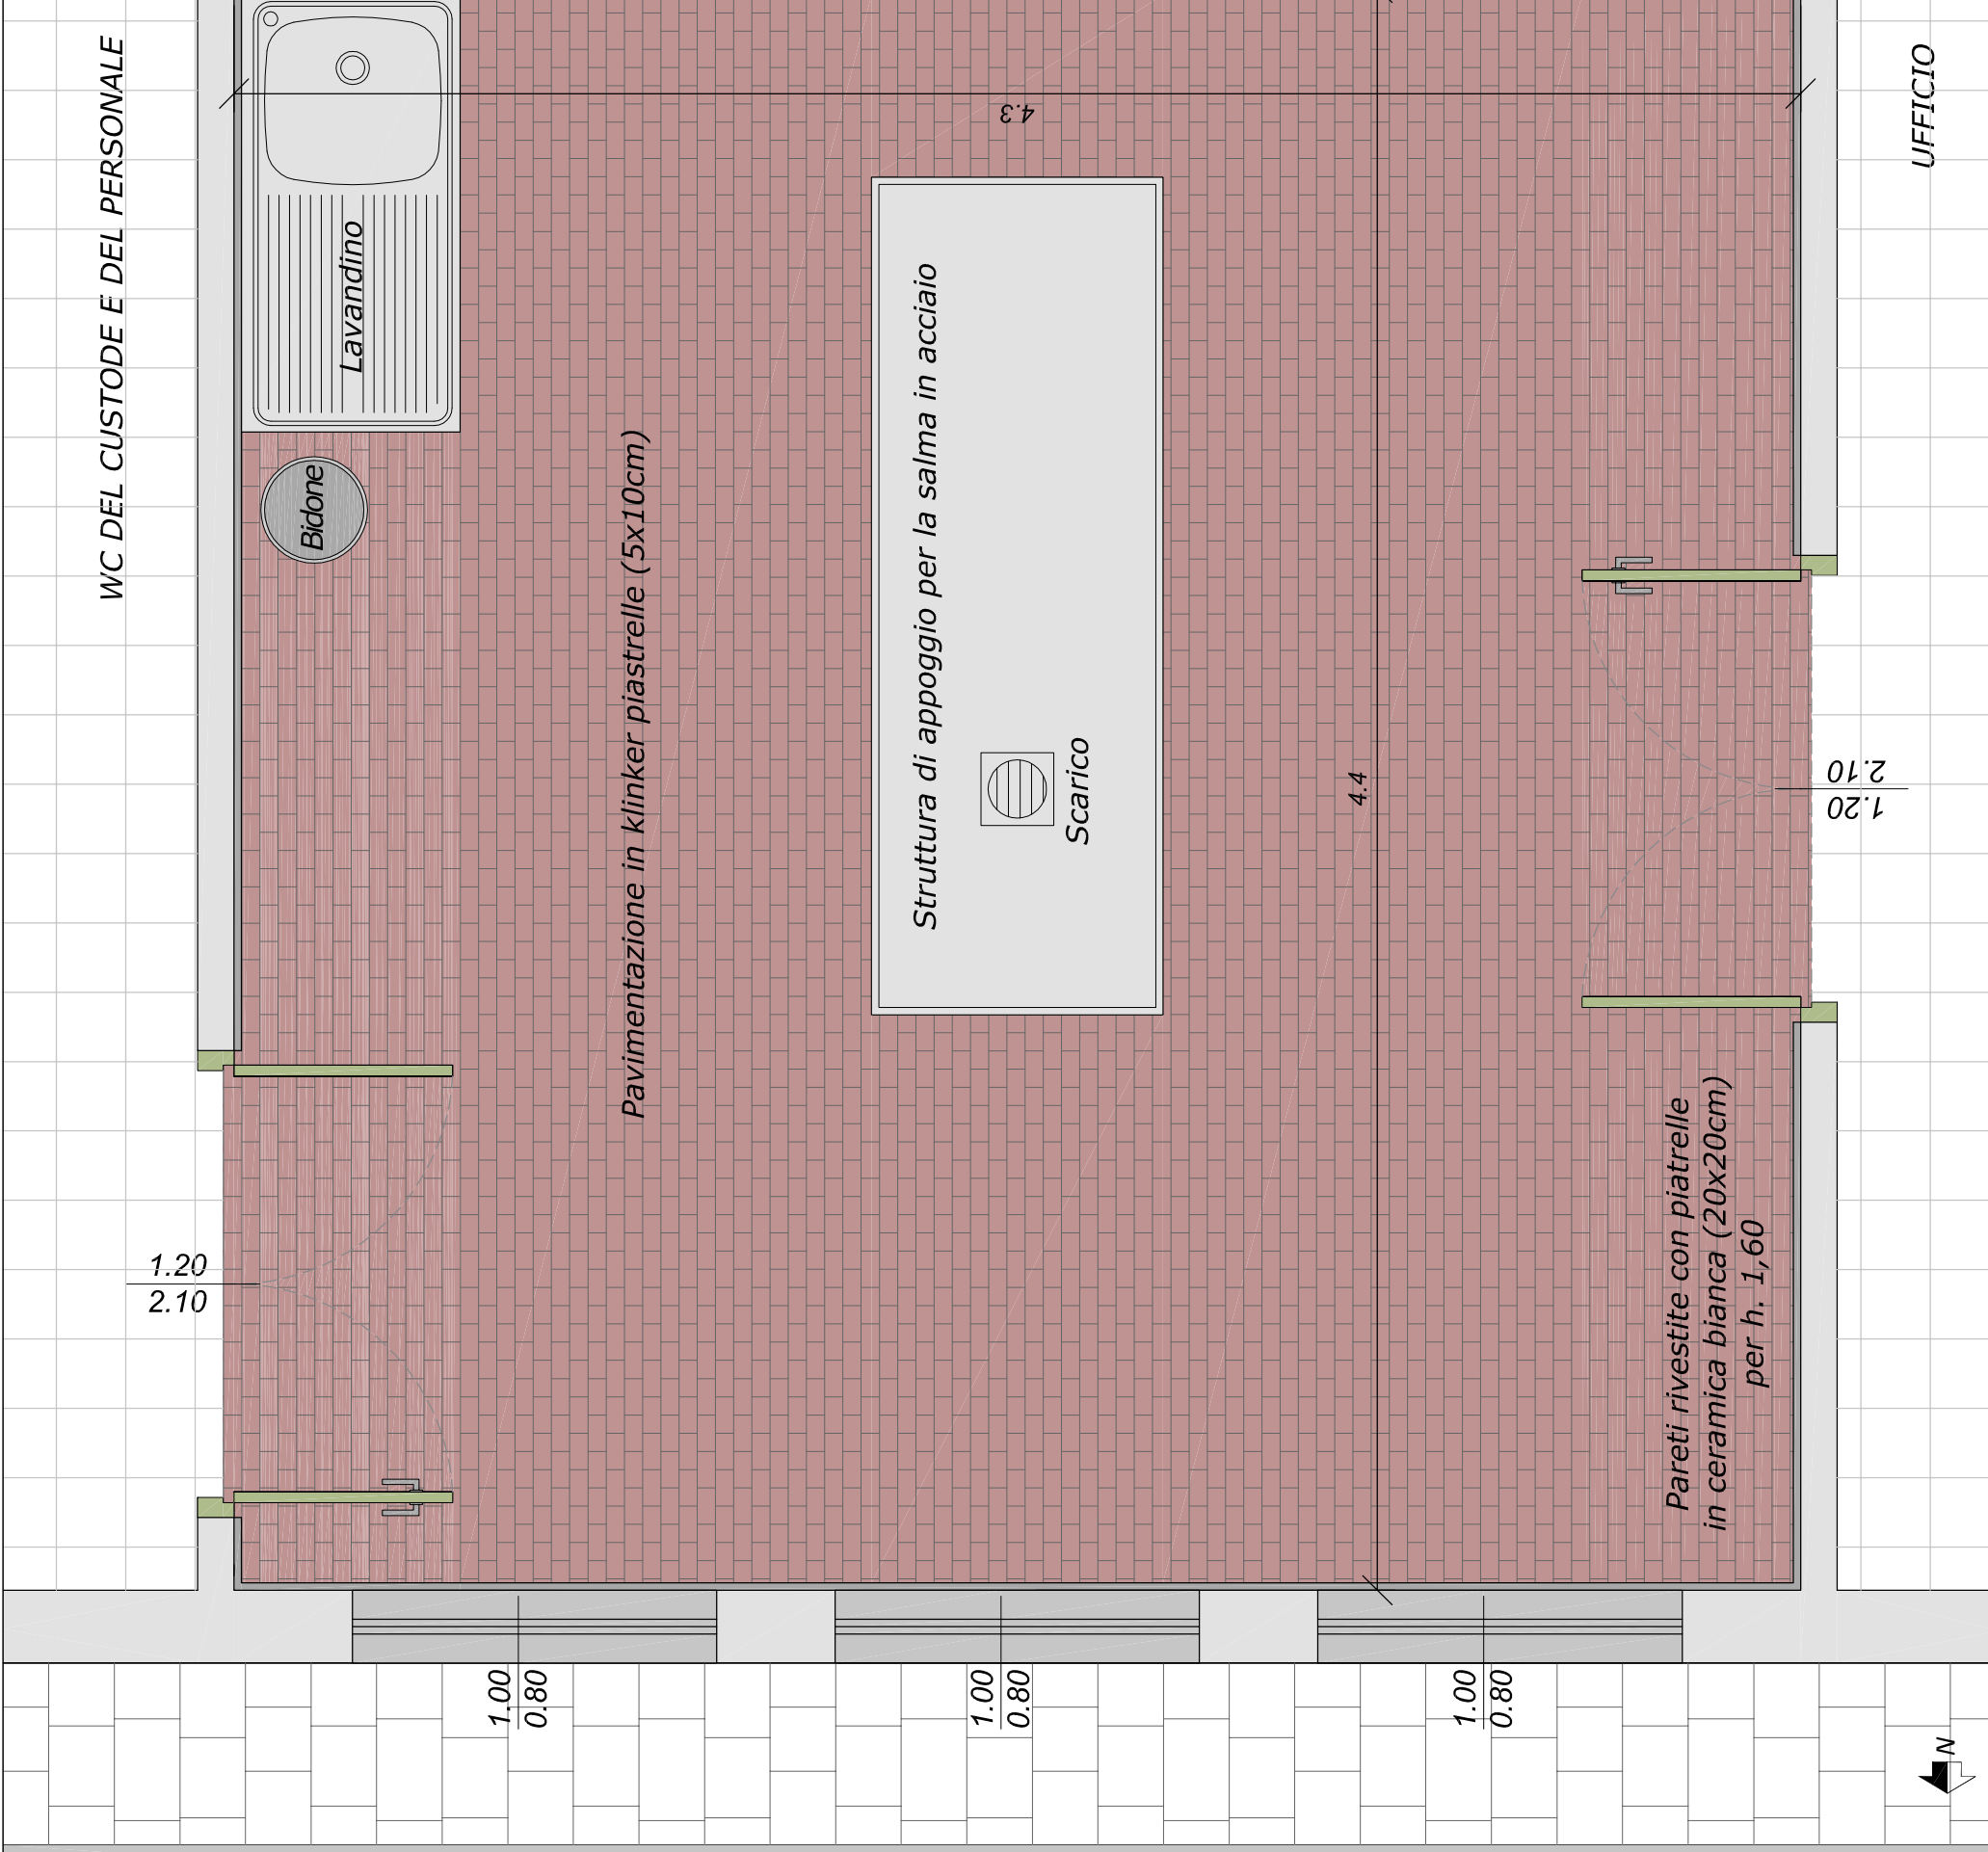 WC DEL CUSTODE E DEL PERSONALE
UFFICIO
4.3
Lavandino
Bidone
Pavimentazione in klinker piastrelle (5x10cm)
Struttura di appoggio per la salma in acciaio
Scarico
4.4
2.10
1.20
1.20
2.10
Pareti rivestite con piatrelle
in ceramica bianca (20x20cm)
per h. 1,60
1.00
0.80
1.00
0.80
1.00
0.80
N